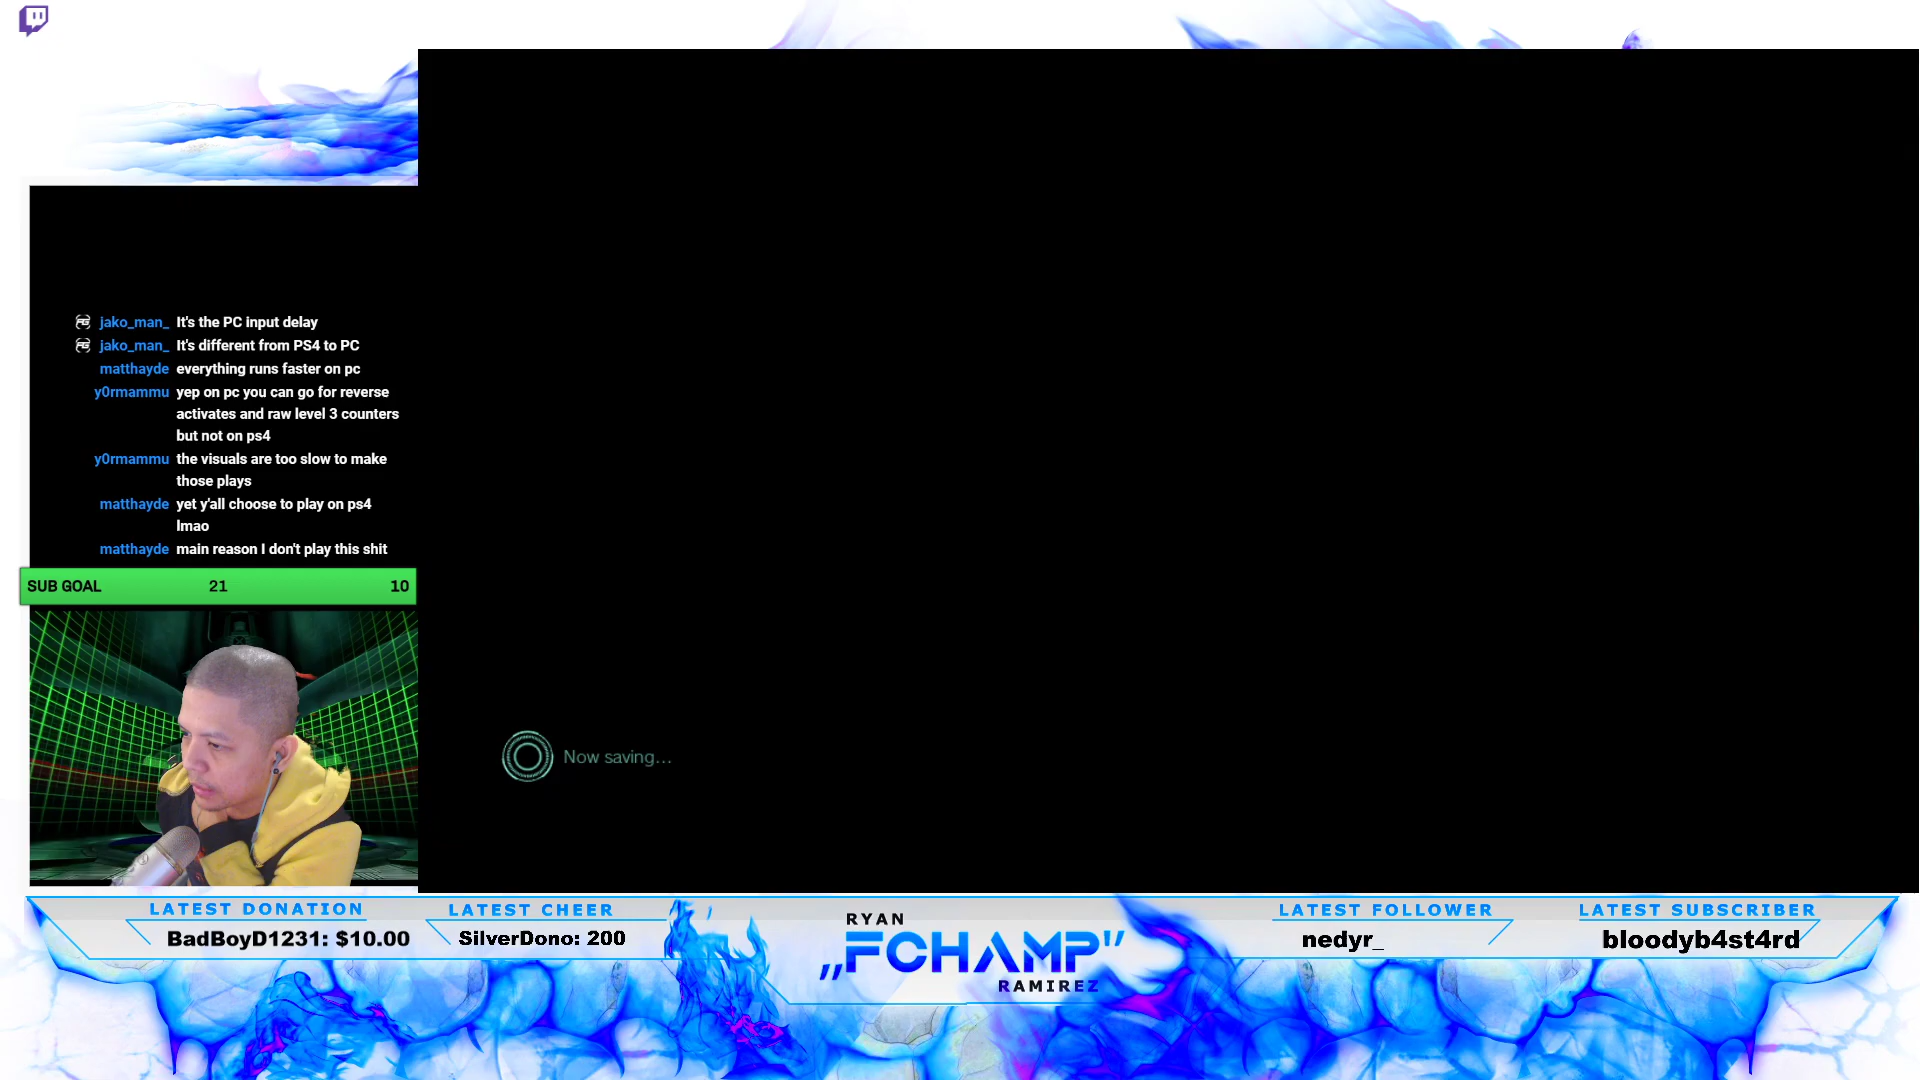 jako_man_ It's the PC input delay
jako_man_ It's different from PS4 to PC
matthayde everything runs faster on pc
y0rmammu yep on pc you can go for reverse
activates and raw level 3 counters
but not on ps4
y0rmammu the visuals are too slow to make
those plays
matthayde yet y'all choose to play on ps4
lmao
matthayde main reason I don't play this shit
SUB GOAL 21 10
Now saving...
LATEST DONATION
BadBoyD1231: $10.00
LATEST CHEER
SilverDono: 200
RYAN
„FCHAMP"
RAMIREZ
LATEST FOLLOWER
nedyr_
LATEST SUBSCRIBER
bloodyb4st4rd